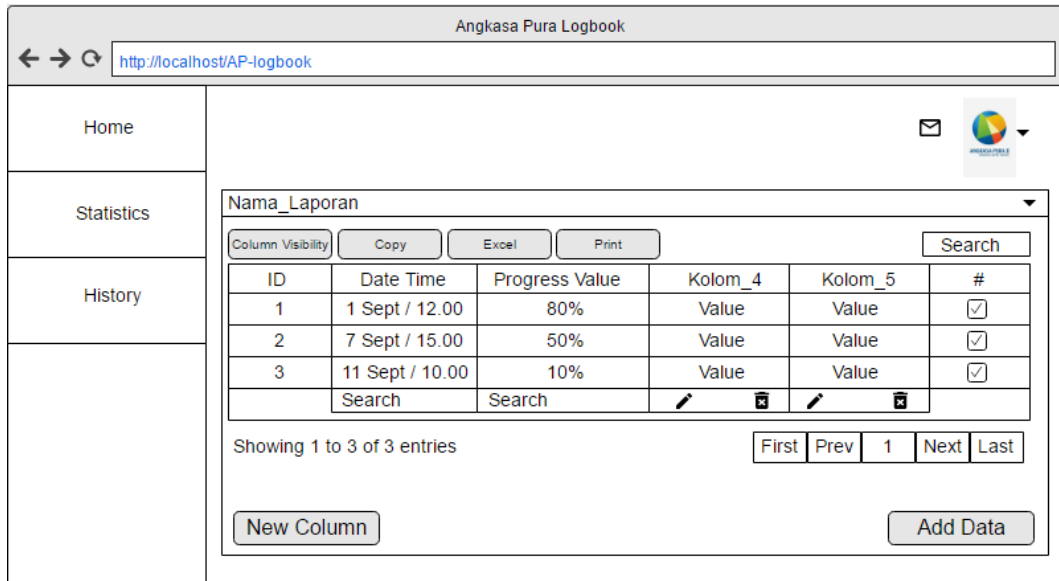 Angkasa Pura Logbook
http://localhost/AP-logbook
Home
Statistics
History
ANGKASA PURA II
Nama_Laporan
Column Visibility Copy Excel Print Search
ID Date Time Progress Value Kolom_4 Kolom_5 #
1 1 Sept / 12.00 80% Value Value
2 7 Sept / 15.00 50% Value Value
3 11 Sept / 10.00 10% Value Value
Search Search
Showing 1 to 3 of 3 entries First Prev 1 Next Last
New Column Add Data